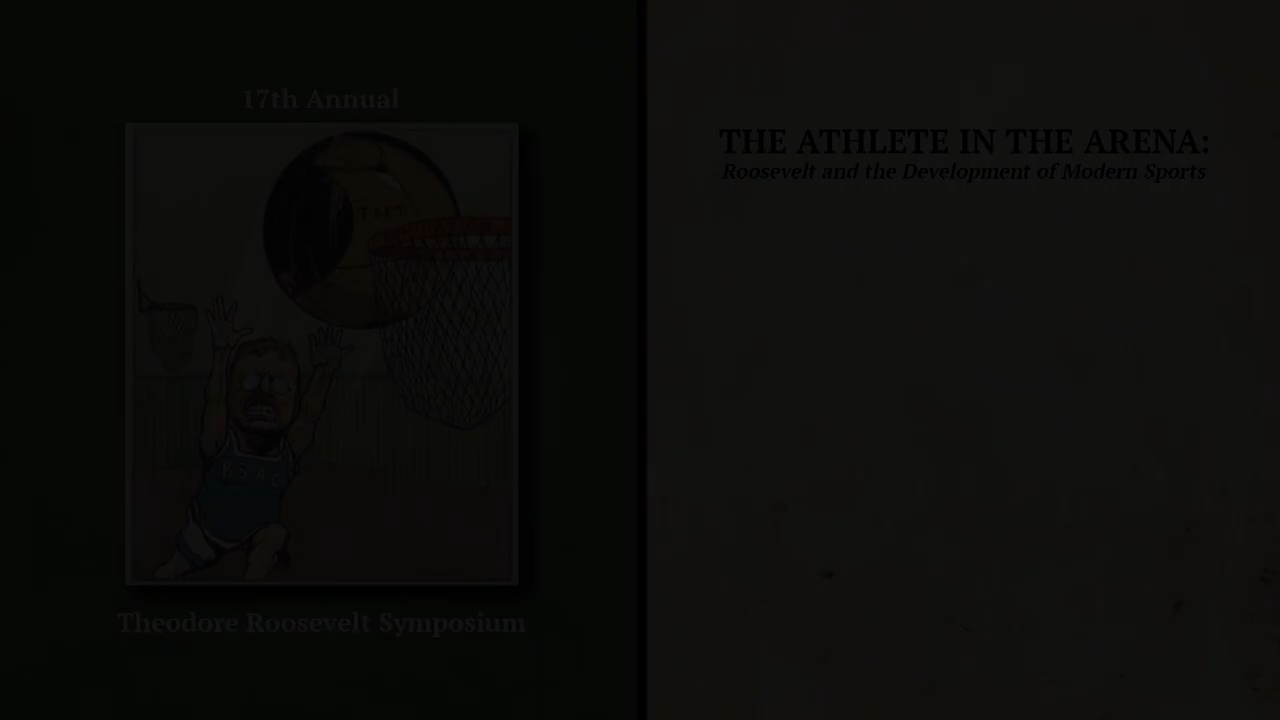 17th Annual
Theodore Roosevelt Symposium
THE ATHLETE IN THE ARENA:
Roosevelt and the Development of Modern Sports